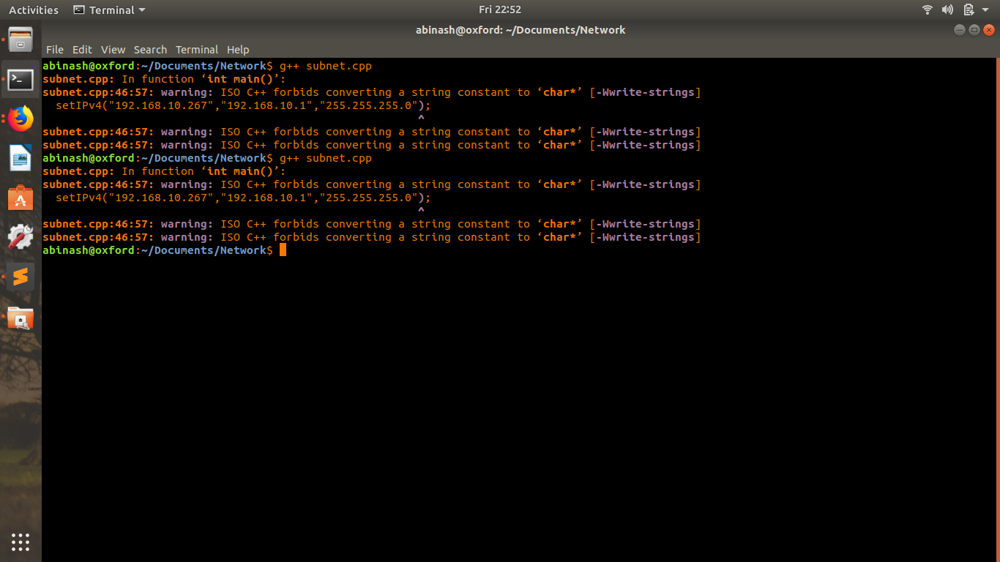 Activities
Terminal
Fri 22:52
abinash@oxford: ~/Documents/Network
File Edit View Search Terminal Help
abinash@oxford:~/Documents/Network$ g++ subnet.cpp
subnet.cpp: In function ‘int main()’:
subnet.cpp:46:57: warning: ISO C++ forbids converting a string constant to ‘char*’ [-Wwrite-strings]
  setIPv4("192.168.10.267","192.168.10.1","255.255.255.0");
                                                         ^
subnet.cpp:46:57: warning: ISO C++ forbids converting a string constant to ‘char*’ [-Wwrite-strings]
subnet.cpp:46:57: warning: ISO C++ forbids converting a string constant to ‘char*’ [-Wwrite-strings]
abinash@oxford:~/Documents/Network$ g++ subnet.cpp
subnet.cpp: In function ‘int main()’:
subnet.cpp:46:57: warning: ISO C++ forbids converting a string constant to ‘char*’ [-Wwrite-strings]
  setIPv4("192.168.10.267","192.168.10.1","255.255.255.0");
                                                         ^
subnet.cpp:46:57: warning: ISO C++ forbids converting a string constant to ‘char*’ [-Wwrite-strings]
subnet.cpp:46:57: warning: ISO C++ forbids converting a string constant to ‘char*’ [-Wwrite-strings]
abinash@oxford:~/Documents/Network$